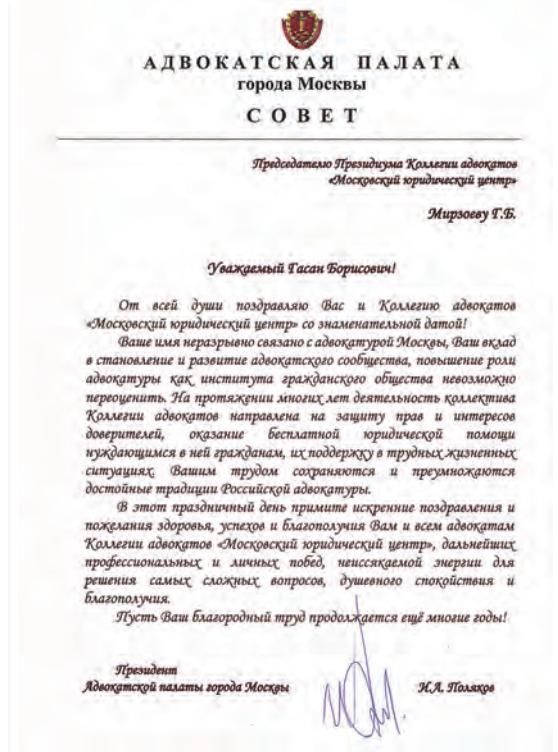 АДВОКАТСКАЯ ПАЛАТА
города Москвы
СОВЕТ
Председателю Президиума Коллегии адвокатов
«Московский юридический центр»
Мирзоеву Г.Б.
Уважаемый Гасан Борисович!
От всей души поздравляю Вас и Коллегию адвокатов
«Московский юридический центр» со знаменательной датой!
Ваше имя неразрывно связано с адвокатурой Москвы, Ваш вклад
в становление и развитие адвокатского сообщества, повышение роли
адвокатуры как института гражданского общества невозможно
переоценить. На протяжении многих лет деятельность коллектива
Коллегии адвокатов направлена на защиту прав и интересов
доверителей, оказание бесплатной юридической помощи
нуждающимся в ней гражданам, их поддержку в трудных жизненных
ситуациях. Вашим трудом сохраняются и преумножаются
достойные традиции Российской адвокатуры.
В этот праздничный день примите искренние поздравления и
пожелания здоровья, успехов и благополучия Вам и всем адвокатам
Коллегии адвокатов «Московский юридический центр», дальнейших
профессиональных и личных побед, неиссякаемой энергии для
решения самых сложных вопросов, душевного спокойствия и
благополучия.
Пусть Ваш благородный труд продолжается ещё многие годы!
Президент
Адвокатской палаты города Москвы
И.А. Поляков